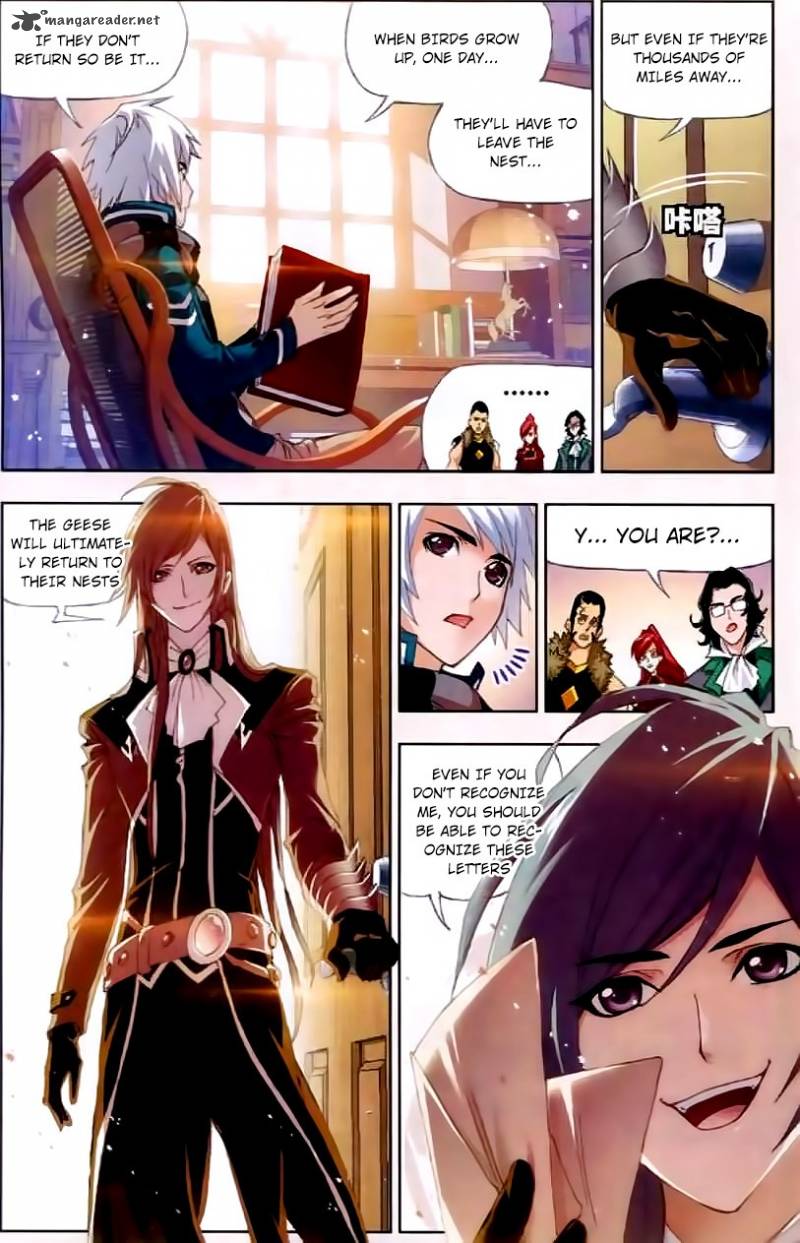 mangareader.net
IF THEY DON'T
RETURN SO BE IT...
WHEN BIRDS GROW
UP, ONE DAY...
THEY'LL HAVE TO
LEAVE THE
NEST...
......
BUT EVEN IF THEY'RE
THOUSANDS OF
MILES AWAY...
咔嗒
THE GEESE
WILL ULTIMATE-
LY RETURN TO
THEIR NESTS
Y... YOU ARE?...
EVEN IF YOU
DON'T RECOGNIZE
ME, YOU SHOULD
BE ABLE TO REC-
OGNIZE THESE
LETTERS